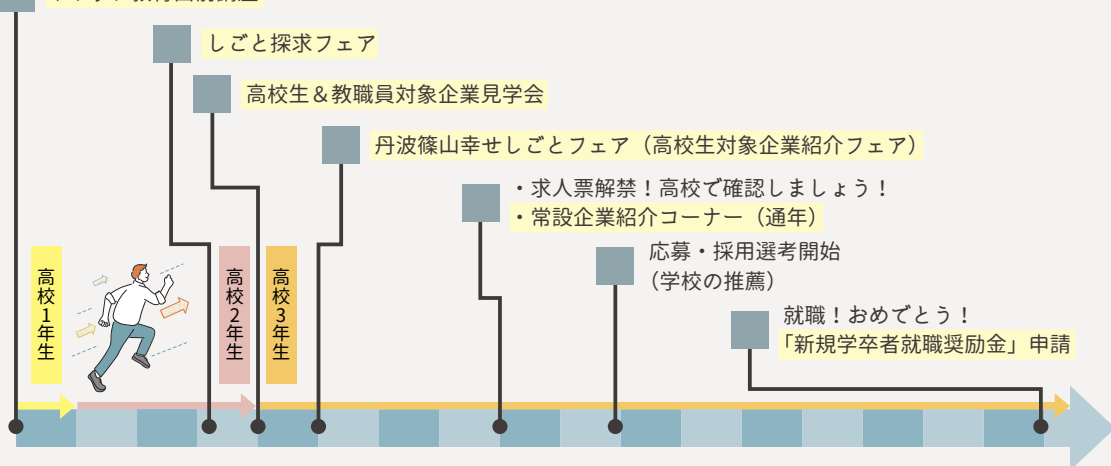 しごと探求フェア
高校生＆教職員対象企業見学会
丹波篠山幸せしごとフェア（高校生対象企業紹介フェア）
・求人票解禁！高校で確認しましょう！
・常設企業紹介コーナー（通年）
応募・採用選考開始
（学校の推薦）
就職！おめでとう！
「新規学卒者就職奨励金」申請
高校1年生
高校2年生
高校3年生